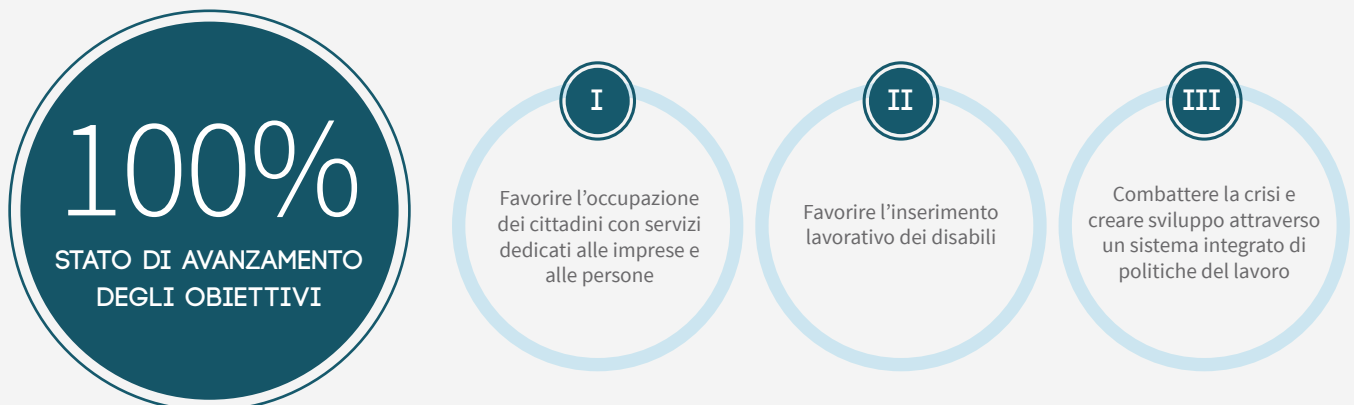 100%
STATO DI AVANZAMENTO
DEGLI OBIETTIVI
I
Favorire l’occupazione
dei cittadini con servizi
dedicati alle imprese e
alle persone
II
Favorire l’inserimento
lavorativo dei disabili
III
Combattere la crisi e
creare sviluppo attraverso
un sistema integrato di
politiche del lavoro